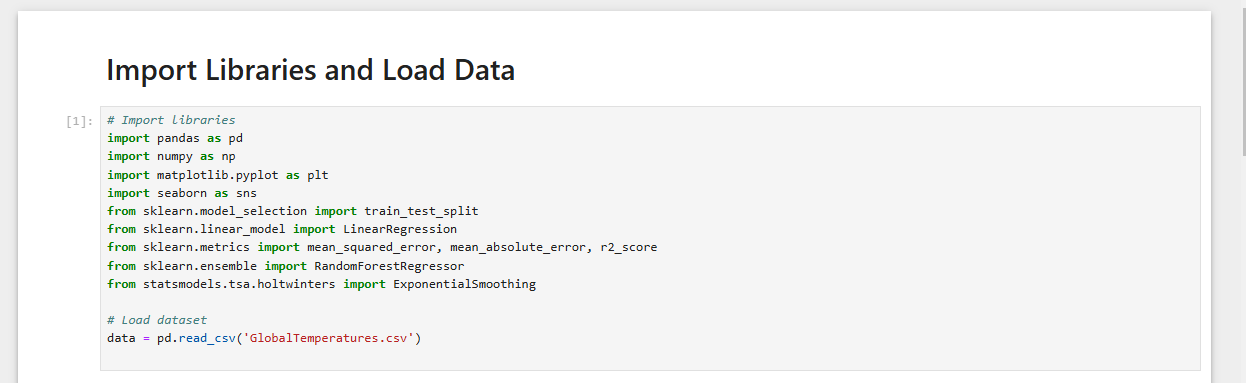 Import Libraries and Load Data
[1]:
# Import libraries
import pandas as pd
import numpy as np
import matplotlib.pyplot as plt
import seaborn as sns
from sklearn.model_selection import train_test_split
from sklearn.linear_model import LinearRegression
from sklearn.metrics import mean_squared_error, mean_absolute_error, r2_score
from sklearn.ensemble import RandomForestRegressor
from statsmodels.tsa.holtwinters import ExponentialSmoothing

# Load dataset
data = pd.read_csv('GlobalTemperatures.csv')